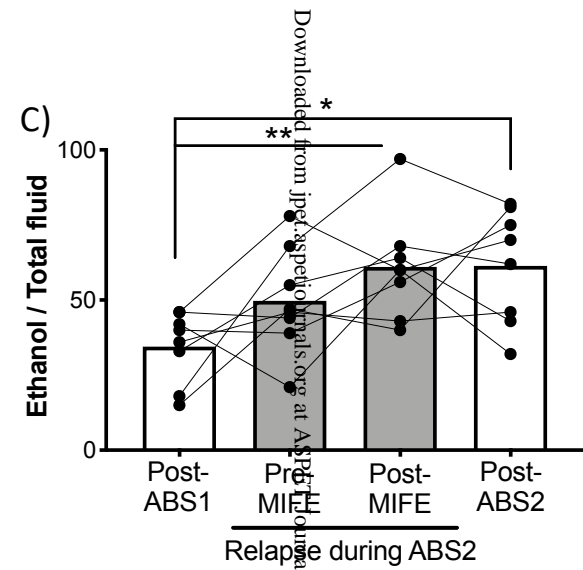 Downloaded from jpet.aspetjournals.org at ASPET Journa
C)
*
**
Ethanol / Total fluid
100
50
0
Post-
ABS1
Pre-
MIFE
Post-
MIFE
Post-
ABS2
Relapse during ABS2